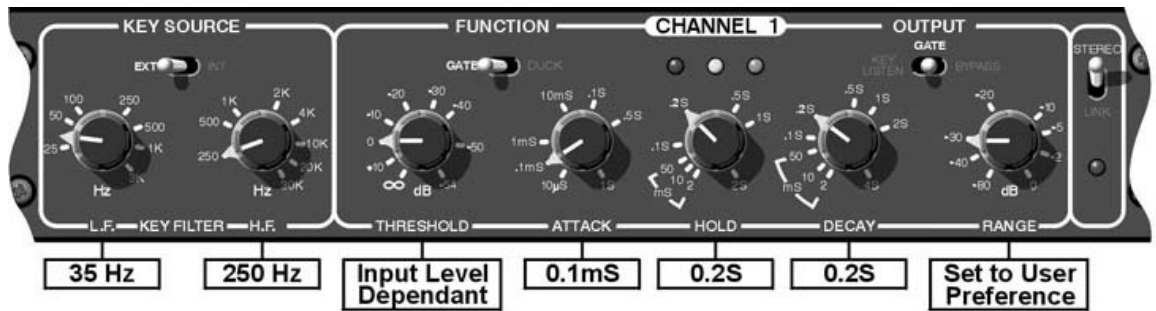 KEY SOURCE
FUNCTION
CHANNEL 1
OUTPUT
EXT
INT
GATE
DUCK
GATE
KEY
LISTEN
BYPASS
STEREO
LINK
25
50
100
250
500
1K
Hz
250
500
1K
2K
4K
10K
20K
Hz
∞
+10
0
-10
-20
-30
-40
-50
dB
10µS
.1mS
1mS
10mS
.1S
.5S
1S
2
10
50
mS
.1S
.2S
.5S
1S
2S
2
10
50
mS
.1S
.2S
.5S
1S
2S
4S
-80
-40
-30
-20
-10
-5
-2
0
dB
L.F.
KEY FILTER
H.F.
THRESHOLD
ATTACK
HOLD
DECAY
RANGE
35 Hz
250 Hz
Input Level
Dependant
0.1mS
0.2S
0.2S
Set to User
Preference